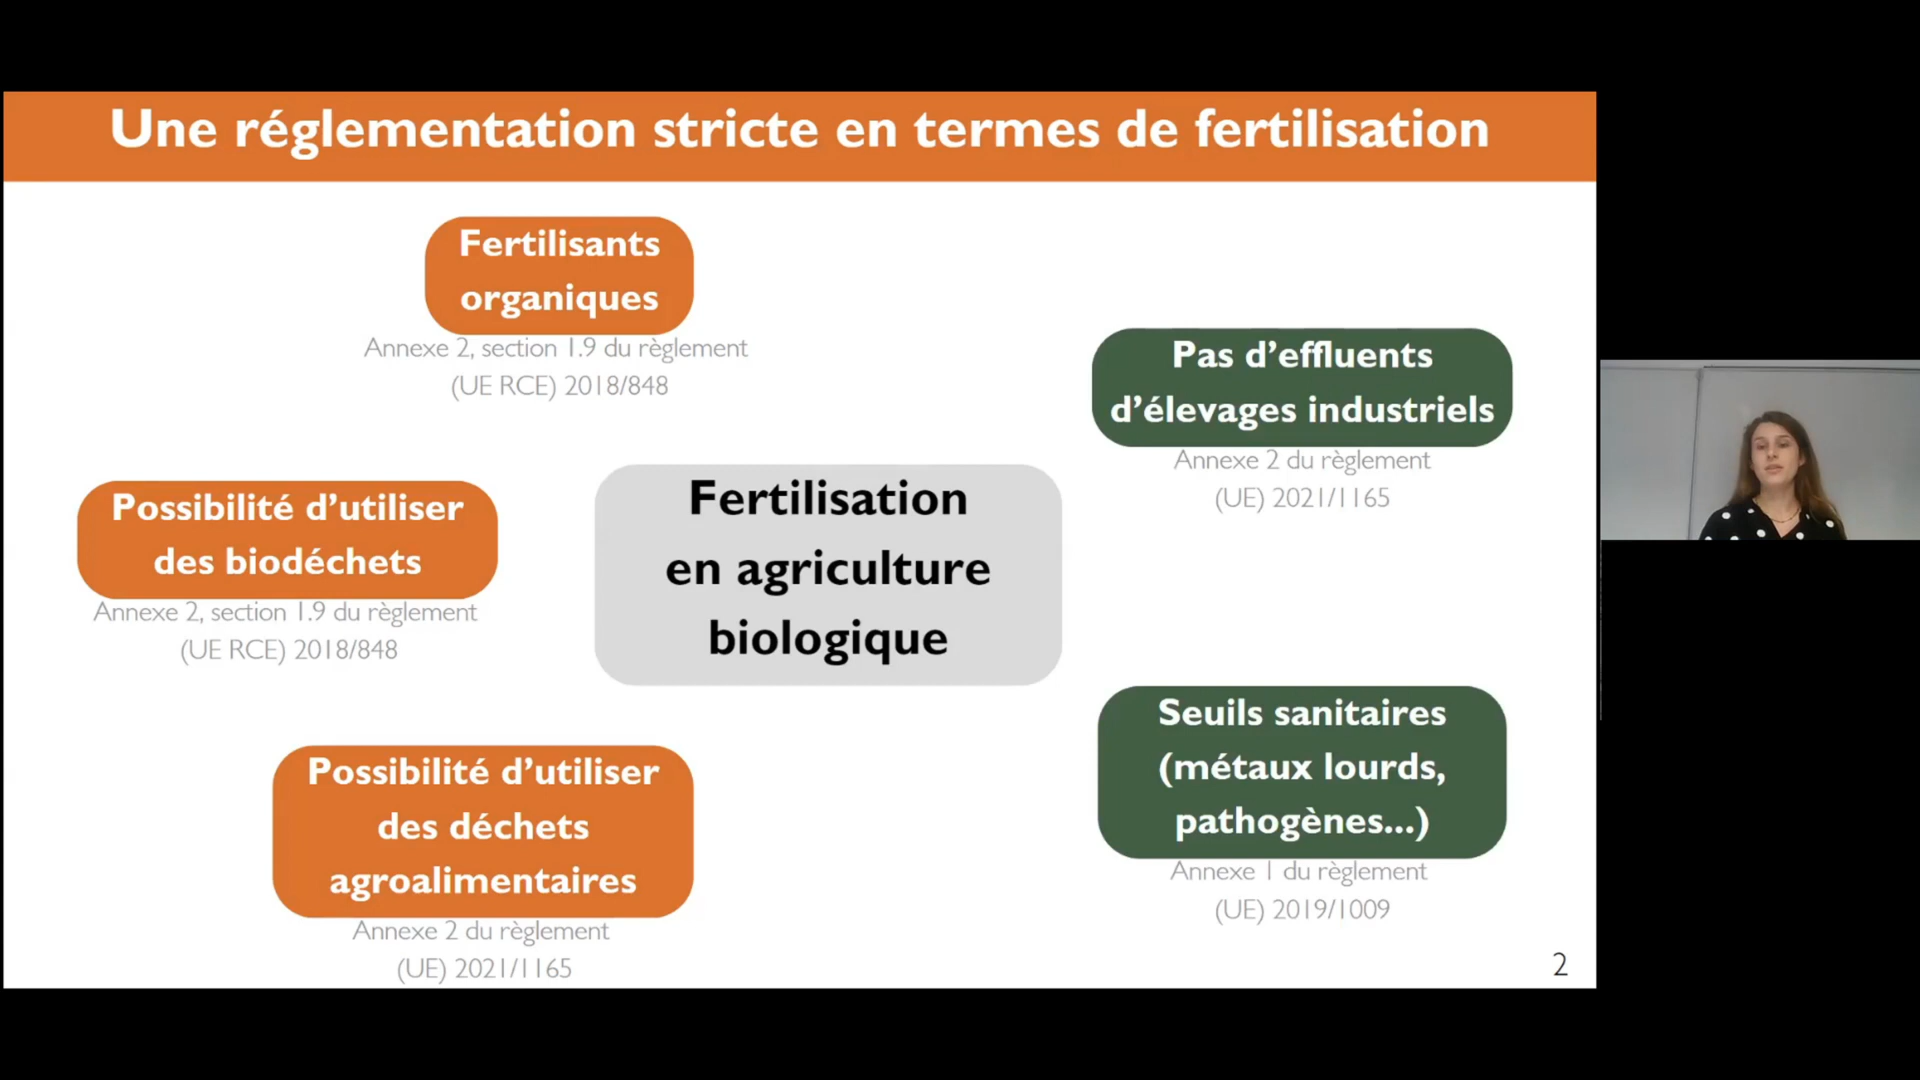 Une réglementation stricte en termes de fertilisation
Fertilisants
organiques
Annexe 2, section 1.9 du règlement
(UE RCE) 2018/848
Pas d'effluents
d'élevages industriels
Annexe 2 du règlement
(UE) 2021/1165
Possibilité d'utiliser
des biodéchets
Annexe 2, section 1.9 du règlement
(UE RCE) 2018/848
Fertilisation
en agriculture
biologique
Possibilité d'utiliser
des déchets
agroalimentaires
Annexe 2 du règlement
(UE) 2021/1165
Seuils sanitaires
(métaux lourds,
pathogènes...)
Annexe 1 du règlement
(UE) 2019/1009
2